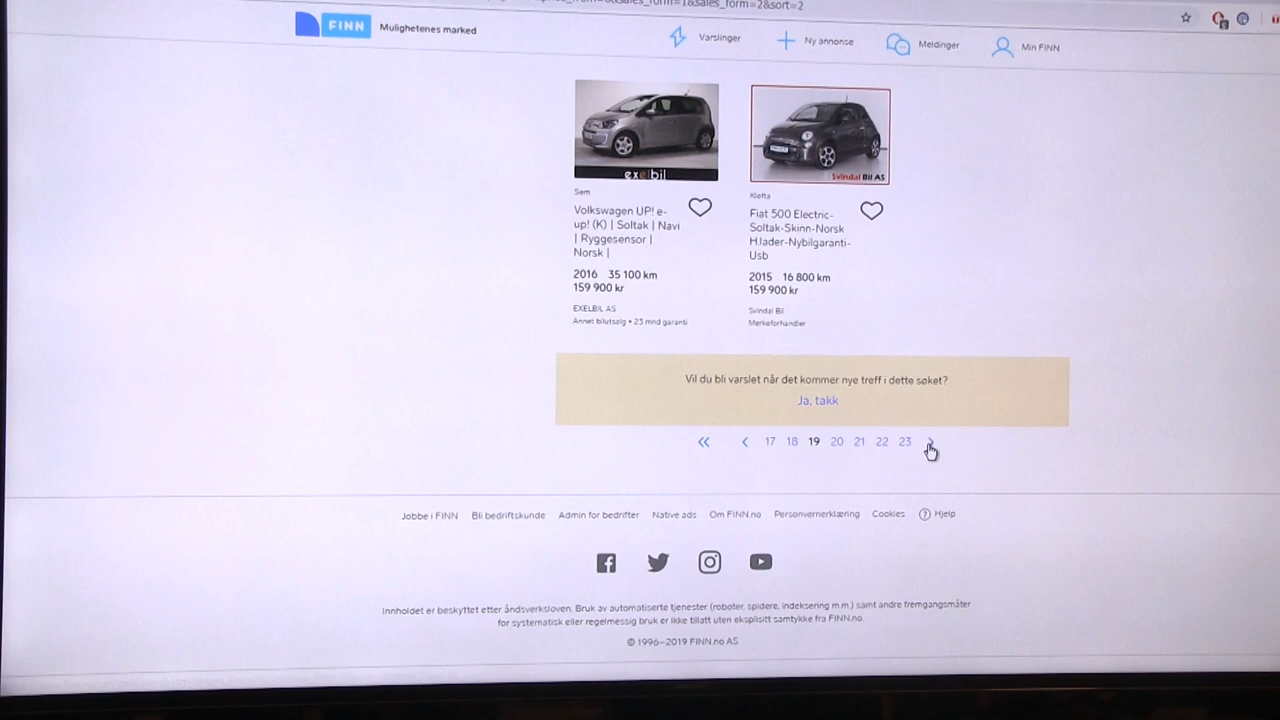 sales_form=1&sales_form=2&sort=2
FINN
Mulighetenes marked
Varslinger
Ny annonse
Meldinger
Min FINN
exelbil
Svindal Bil AS
Sem
Volkswagen UP! e-
up! (K) | Soltak | Navi
| Ryggesensor |
Norsk |
2016 35 100 km
159 900 kr
EXELBIL AS
Annet bilutsalg • 23 mnd garanti
Kløfta
Fiat 500 Electric-
Soltak-Skinn-Norsk
H.lader-Nybilgaranti-
Usb
2015 16 800 km
159 900 kr
Svindal Bil
Merkeforhandler
Vil du bli varslet når det kommer nye treff i dette søket?
Ja, takk
« < 17 18 19 20 21 22 23 >
Jobbe i FINN Bli bedriftskunde Admin for bedrifter Native ads Om FINN.no Personvernerklæring Cookies ? Hjelp
Innholdet er beskyttet etter åndsverksloven. Bruk av automatiserte tjenester (roboter, spidere, indeksering m.m.) samt andre fremgangsmåter
for systematisk eller regelmessig bruk er ikke tillatt uten eksplisitt samtykke fra FINN.no.
© 1996–2019 FINN.no AS